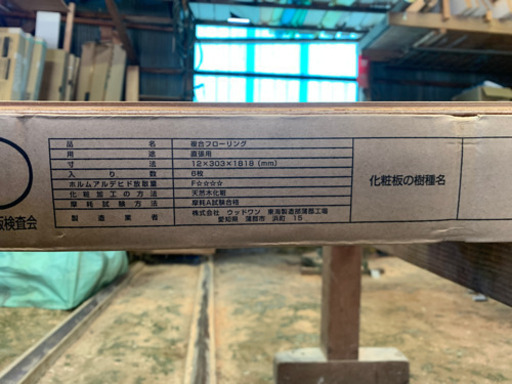 品名 複合フローリング
用途 直張用
寸法 12×303×1818(mm)
入り数 6枚
ホルムアルデヒド放散量 F☆☆☆☆
化粧加工の方法 天然木化粧
摩耗試験方法 摩耗A試験合格
製造業者 株式会社 ウッドワン 東海製造部蒲郡工場
愛知県 蒲郡市 浜町 15
化粧板の樹種名
検査会